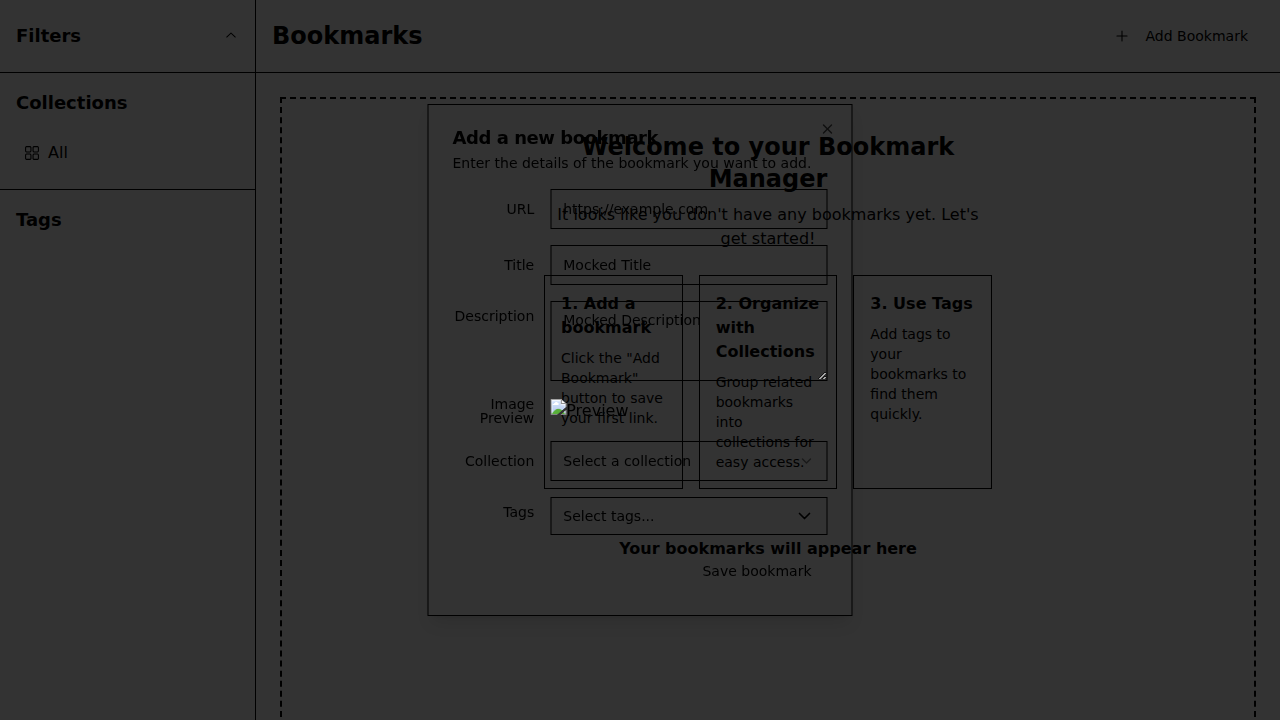 Filters
Collections
All
Tags
Bookmarks
Add Bookmark
Add a new bookmark
Enter the details of the bookmark you want to add.
URL
https://example.com
Title
Mocked Title
Description
Mocked Description
Image
Preview
Preview
Collection
Select a collection
Tags
Select tags...
Save bookmark
Welcome to your Bookmark
Manager
It looks like you don't have any bookmarks yet. Let's
get started!
1. Add a
bookmark
Click the "Add
Bookmark"
button to save
your first link.
2. Organize
with
Collections
Group related
bookmarks
into
collections for
easy access.
3. Use Tags
Add tags to
your
bookmarks to
find them
quickly.
Your bookmarks will appear here